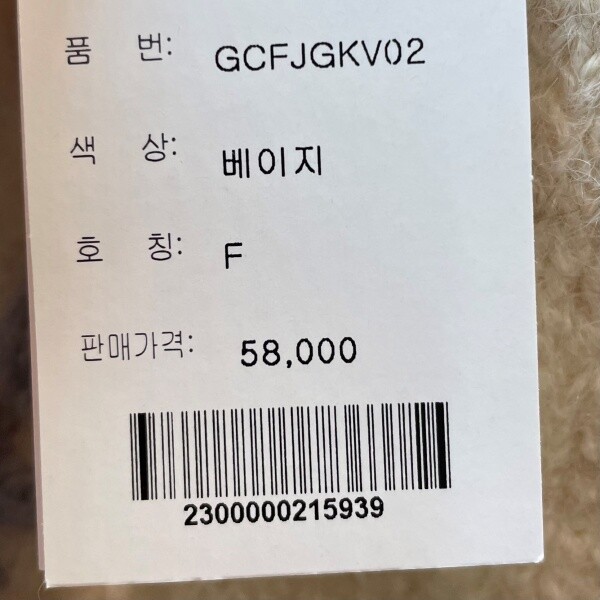 품 번: GCFJGKV02
색 상: 베이지
호 칭: F
판매가격: 58,000
2300000215939